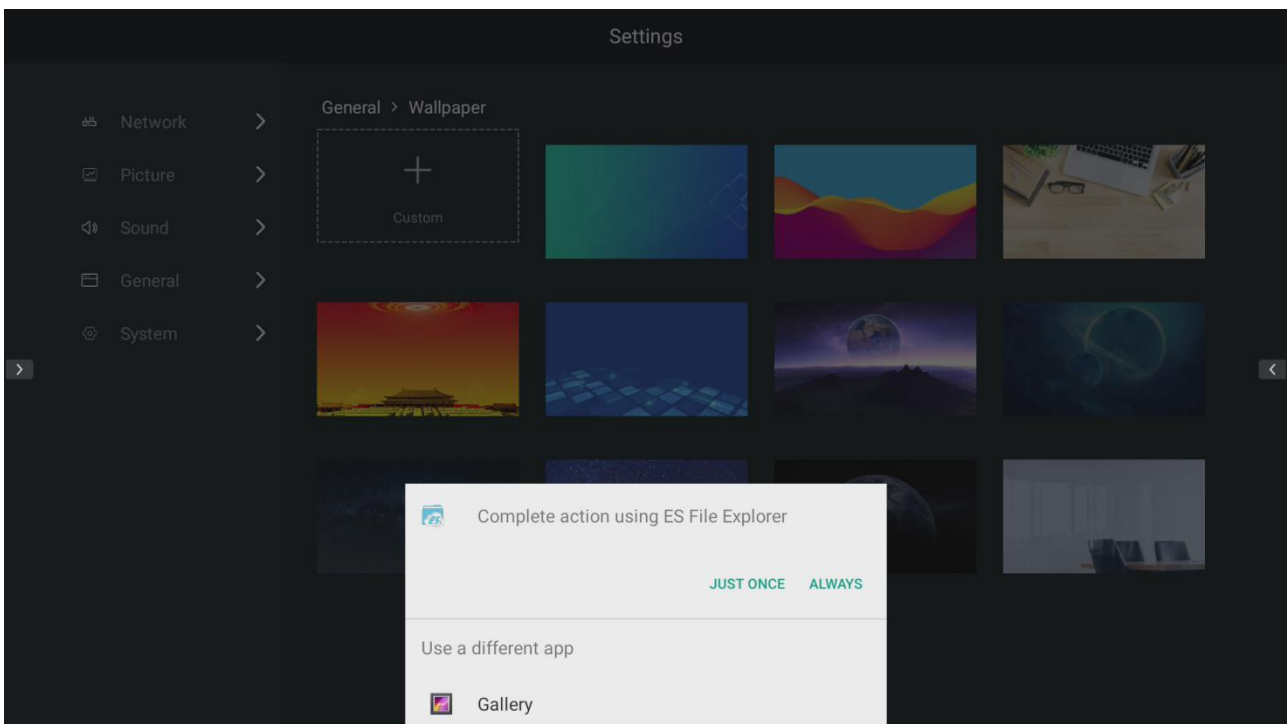 Settings
Network
Picture
Sound
General
System
General > Wallpaper
Custom
Complete action using ES File Explorer
JUST ONCE ALWAYS
Use a different app
Gallery